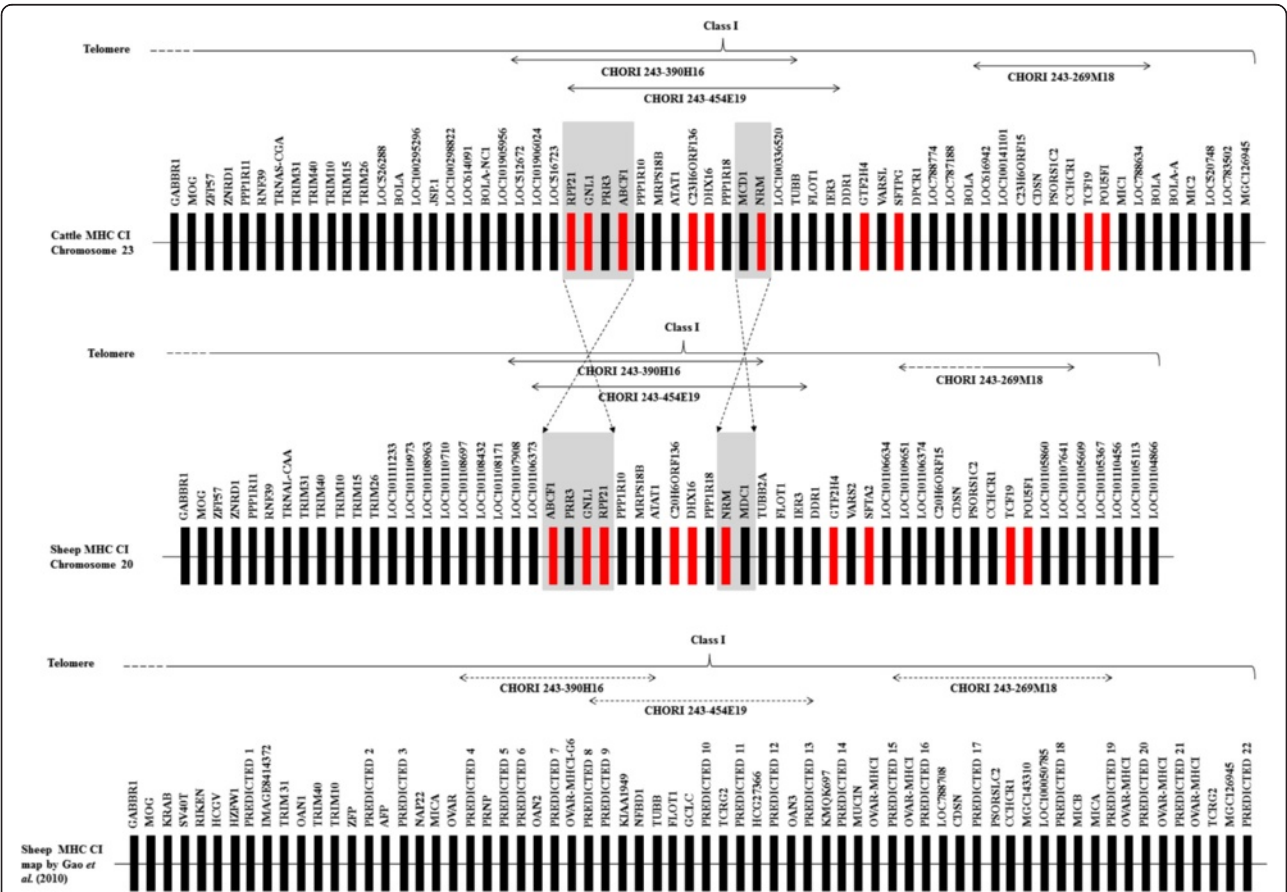 Class I
Telomere
CHORI 243-390H16
CHORI 243-269M18
CHORI 243-454E19
GABBR1
MOG
ZFP57
ZNRD1
PPP1R11
RNF39
TRNAS-CGA
TRIM31
TRIM40
TRIM10
TRIM15
TRIM26
LOC526288
BOLA
LOC100295296
JSP.1
LOC100298822
LOC614091
BOLA-NC1
LOC101905956
LOC512672
LOC101906024
LOC516723
RPP21
GNL1
PRR3
ABCF1
PPP1R10
MRPS18B
ATAT1
C23H6ORF136
DHX16
PPP1R18
MCD1
NRM
LOC100336520
TUBB
FLOT1
IER3
DDR1
GTF2H4
VARSL
SFTPG
DPCR1
LOC788774
LOC787188
BOLA
LOC616942
LOC100141101
C23H6ORF15
CDSN
PSORS1C2
CCHCR1
TCF19
POU5F1
MIC1
LOC788634
BOLA
BOLA-A
MIC2
LOC520748
LOC783502
MGC126945
Cattle MHC CI
Chromosome 23
Class I
Telomere
CHORI 243-390H16
CHORI 243-269M18
CHORI 243-454E19
GABBR1
MOG
ZFP57
ZNRD1
PPP1R11
RNF39
TRNAL-CAA
TRIM31
TRIM40
TRIM10
TRIM15
TRIM26
LOC101111233
LOC101110973
LOC101108963
LOC101110710
LOC101108697
LOC101108432
LOC101108171
LOC101107908
LOC101106373
ABCF1
PRR3
GNL1
RPP21
PPP1R10
MRPS18B
ATAT1
C20H6ORF136
DHX16
PPP1R18
NRM
MDC1
TUBB2A
FLOT1
IER3
DDR1
GTF2H4
VARS2
SFTA2
LOC101106634
LOC101109651
LOC101106374
C20H6ORF15
CDSN
PSORS1C2
CCHCR1
TCF19
POU5F1
LOC101105860
LOC101107641
LOC101105609
LOC101105367
LOC101110456
LOC101105113
LOC101104866
Sheep MHC CI
Chromosome 20
Class I
Telomere
CHORI 243-390H16
CHORI 243-269M18
CHORI 243-454E19
GABBR1
MOG
KRAB
SV40T
RIKEN
HCGV
HZFW1
PREDICTED 1
IMAGE8414372
TRIM 31
OAN1
TRIM40
TRIM10
ZFP
PREDICTED 2
AFP
PREDICTED 3
NAP22
MICA
OVAR
PREDICTED 4
PRNP
PREDICTED 5
PREDICTED 6
OAN2
PREDICTED 7
OVAR-MHCI-G6
PREDICTED 8
PREDICTED 9
KIAA1949
NFBD1
TUBB
FLOT1
GCLC
PREDICTED 10
TCRG2
PREDICTED 11
HCG27366
PREDICTED 12
OAN3
PREDICTED 13
KMQK697
PREDICTED 14
MUCIN
OVAR-MHCI
PREDICTED 15
OVAR-MHCI
PREDICTED 16
LOC788708
CDSN
PREDICTED 17
PSORSLC2
CCHCR1
MGC143310
LOC100050785
PREDICTED 18
MICB
MICA
PREDICTED 19
OVAR-MHCI
PREDICTED 20
OVAR-MHCI
PREDICTED 21
OVAR-MHCI
TCRG2
MGC126945
PREDICTED 22
Sheep MHC CI
map by Gao et
al. (2010)